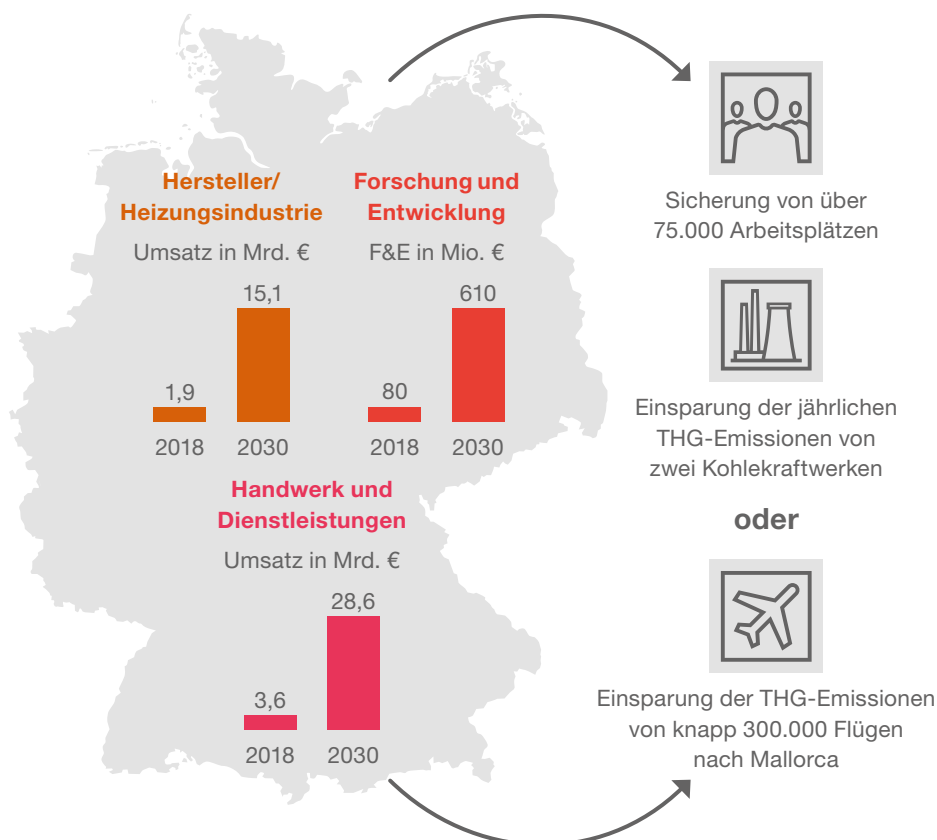 Hersteller/
Heizungsindustrie
Umsatz in Mrd. €
15,1
1,9
2018 2030
Forschung und
Entwicklung
F&E in Mio. €
610
80
2018 2030
Handwerk und
Dienstleistungen
Umsatz in Mrd. €
28,6
3,6
2018 2030
Sicherung von über
75.000 Arbeitsplätzen
Einsparung der jährlichen
THG-Emissionen von
zwei Kohlekraftwerken
oder
Einsparung der THG-Emissionen
von knapp 300.000 Flügen
nach Mallorca